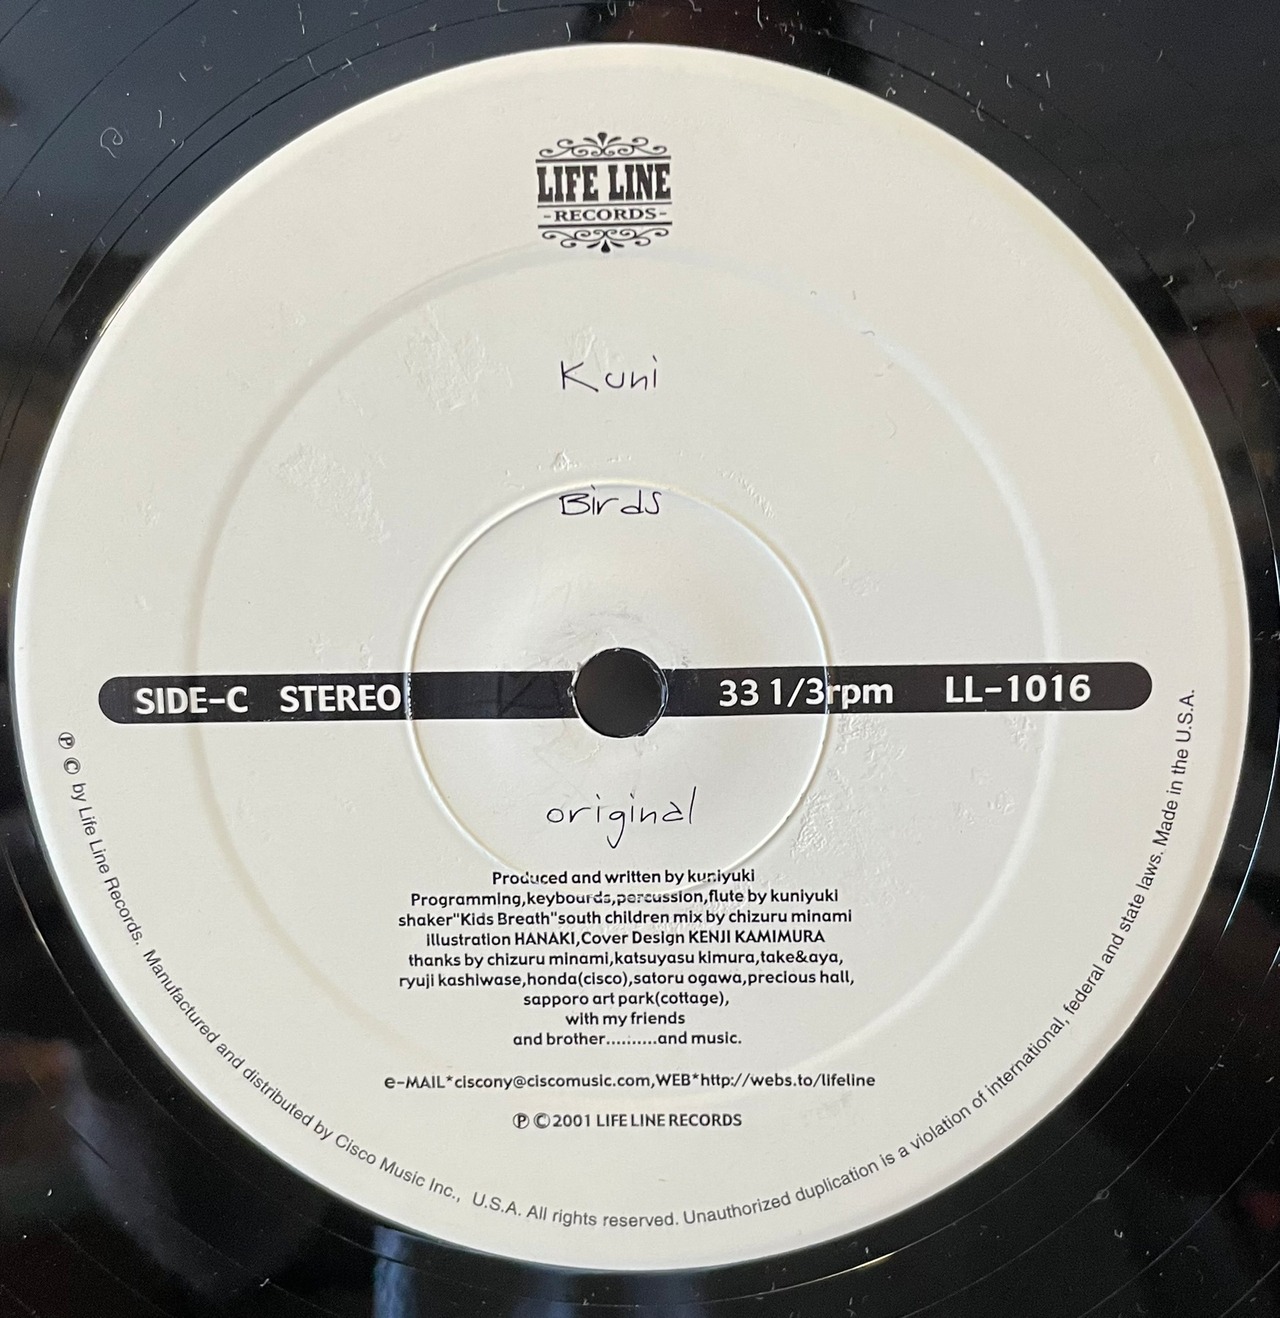 LIFE LINE
-RECORDS-
Kuni
Birds
SIDE-C STEREO 33 1/3rpm LL-1016
original
Produced and written by kuniyuki
Programming,keyboards,percussion,flute by kuniyuki
shaker"Kids Breath"south children mix by chizuru minami
illustration HANAKI,Cover Design KENJI KAMIMURA
thanks by chizuru minami,katsuyasu kimura,take&aya,
ryuji kashiwase,honda(cisco),satoru ogawa,precious hall,
sapporo art park(cottage),
with my friends
and brother..........and music.
e-MAIL*ciscony@ciscomusic.com,WEB*http://webs.to/lifeline
℗ ©2001 LIFE LINE RECORDS
℗ © by Life Line Records. Manufactured and distributed by Cisco Music Inc., U.S.A. All rights reserved. Unauthorized duplication is a violation of international, federal and state laws. Made in the U.S.A.